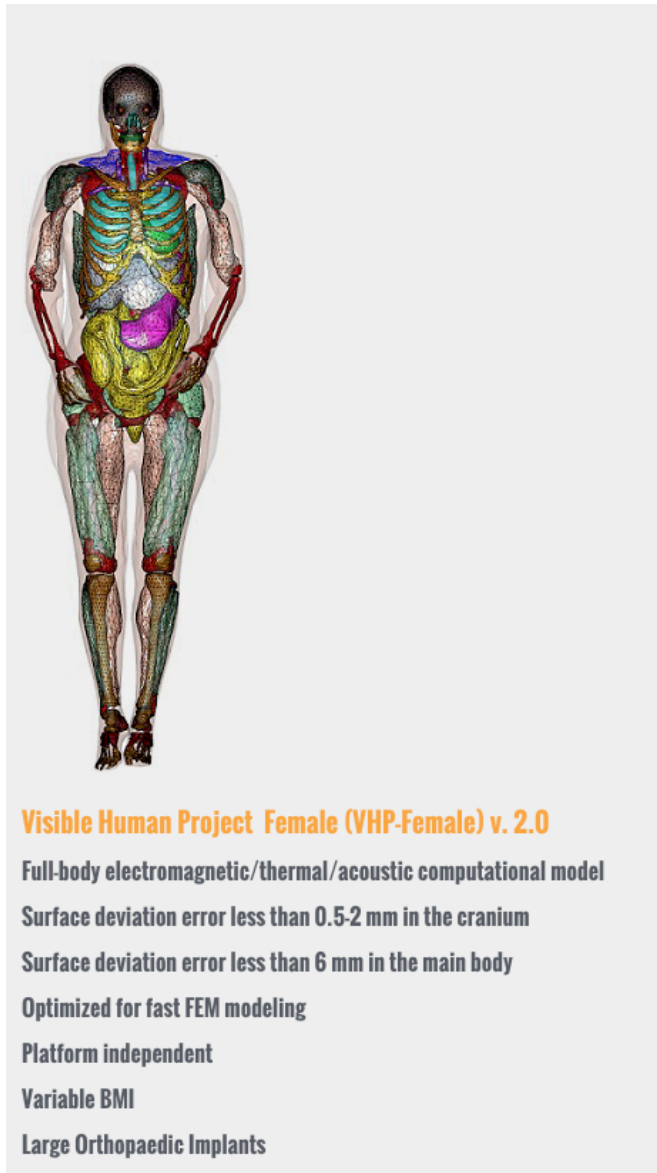 Visible Human Project Female (VHP-Female) v. 2.0
Full-body electromagnetic/thermal/acoustic computational model
Surface deviation error less than 0.5-2 mm in the cranium
Surface deviation error less than 6 mm in the main body
Optimized for fast FEM modeling
Platform independent
Variable BMI
Large Orthopaedic Implants